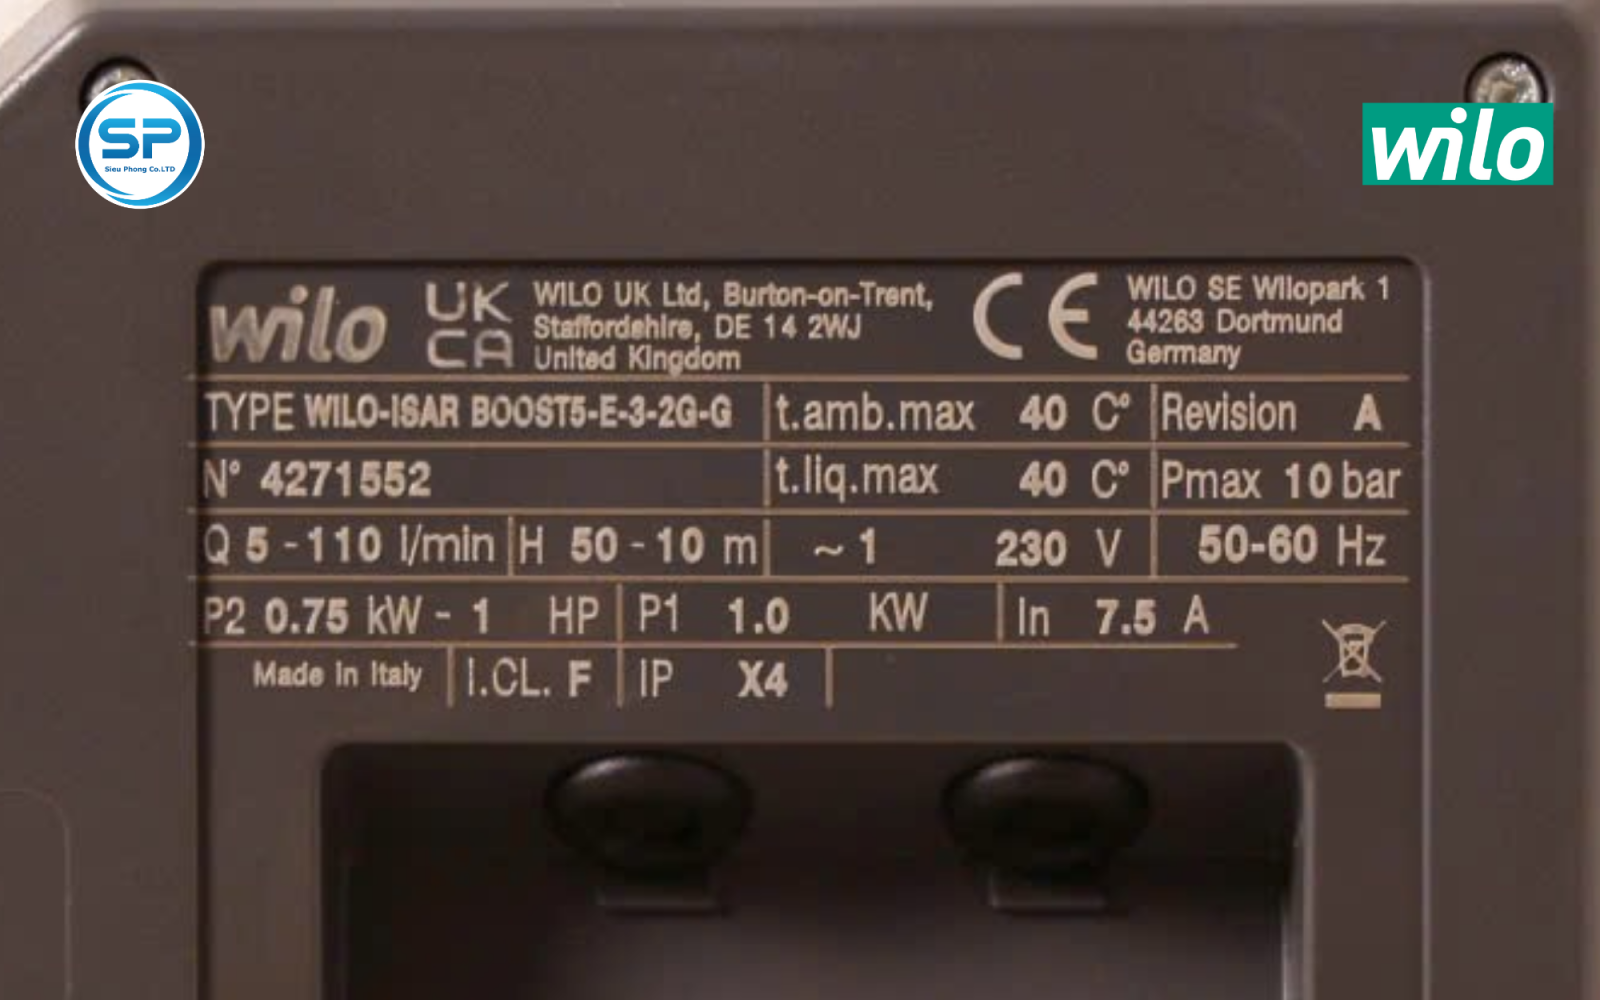 SP
Sieu Phong Co.LTD
wilo
wilo
UK
CA
WILO UK Ltd, Burton-on-Trent,
Staffordshire, DE 14 2WJ
United Kingdom
CE
WILO SE Wilopark 1
44263 Dortmund
Germany
TYPE WILO-ISAR BOOST5-E-3-2G-G t.amb.max 40 C° Revision A
N° 4271552 t.liq.max 40 C° Pmax 10 bar
Q 5 - 110 l/min H 50 - 10 m ~ 1 230 V 50-60 Hz
P2 0.75 kW - 1 HP P1 1.0 KW In 7.5 A
Made in Italy I.CL. F IP X4